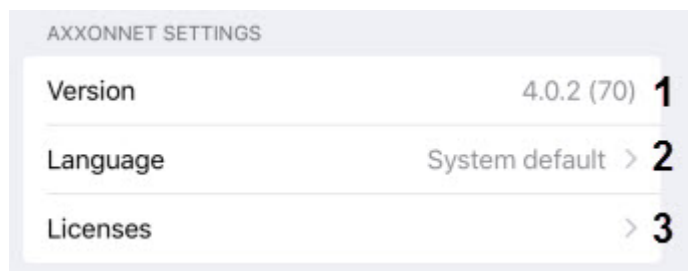 AXXONNET SETTINGS
Version 4.0.2 (70) 1
Language System default > 2
Licenses > 3